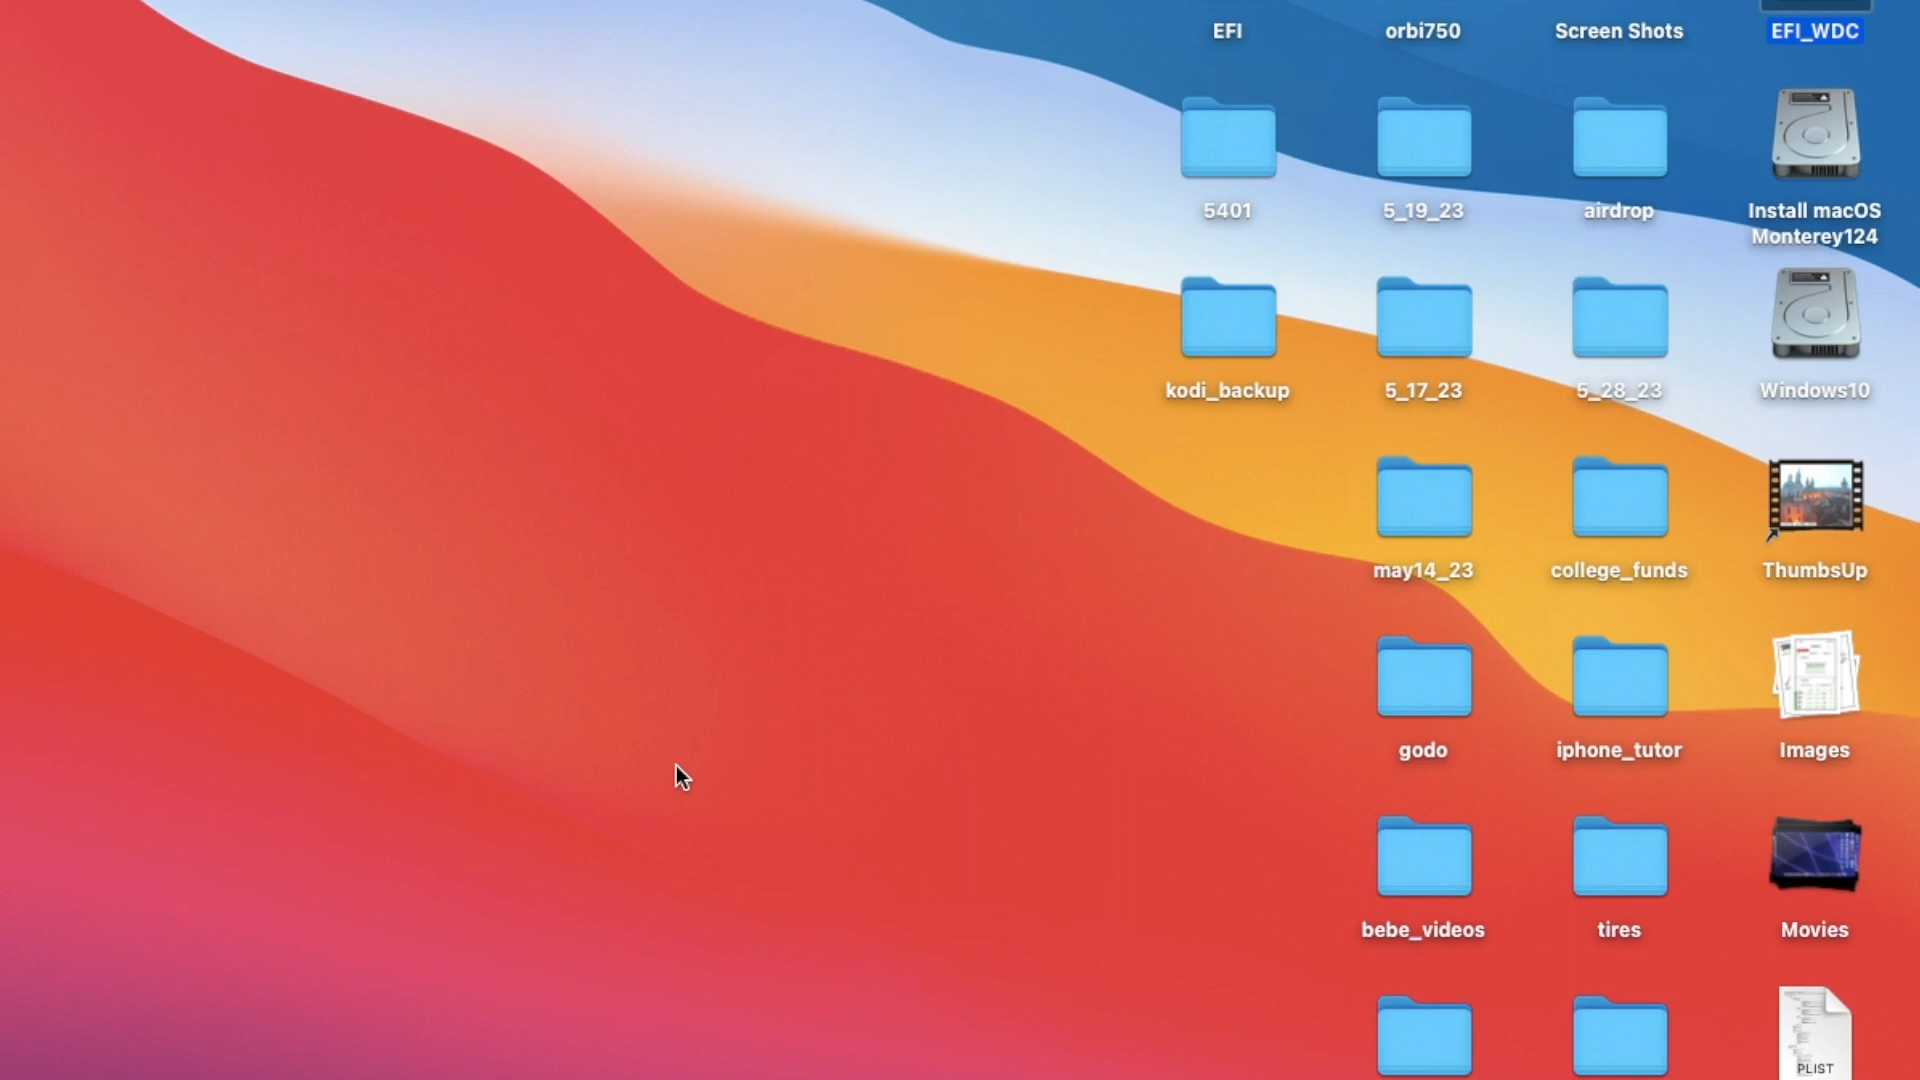 EFI
orbi750
Screen Shots
EFI_WDC
5401
5_19_23
airdrop
Install macOS
Monterey124
kodi_backup
5_17_23
5_28_23
Windows10
may14_23
college_funds
ThumbsUp
godo
iphone_tutor
Images
bebe_videos
tires
Movies
PLIST